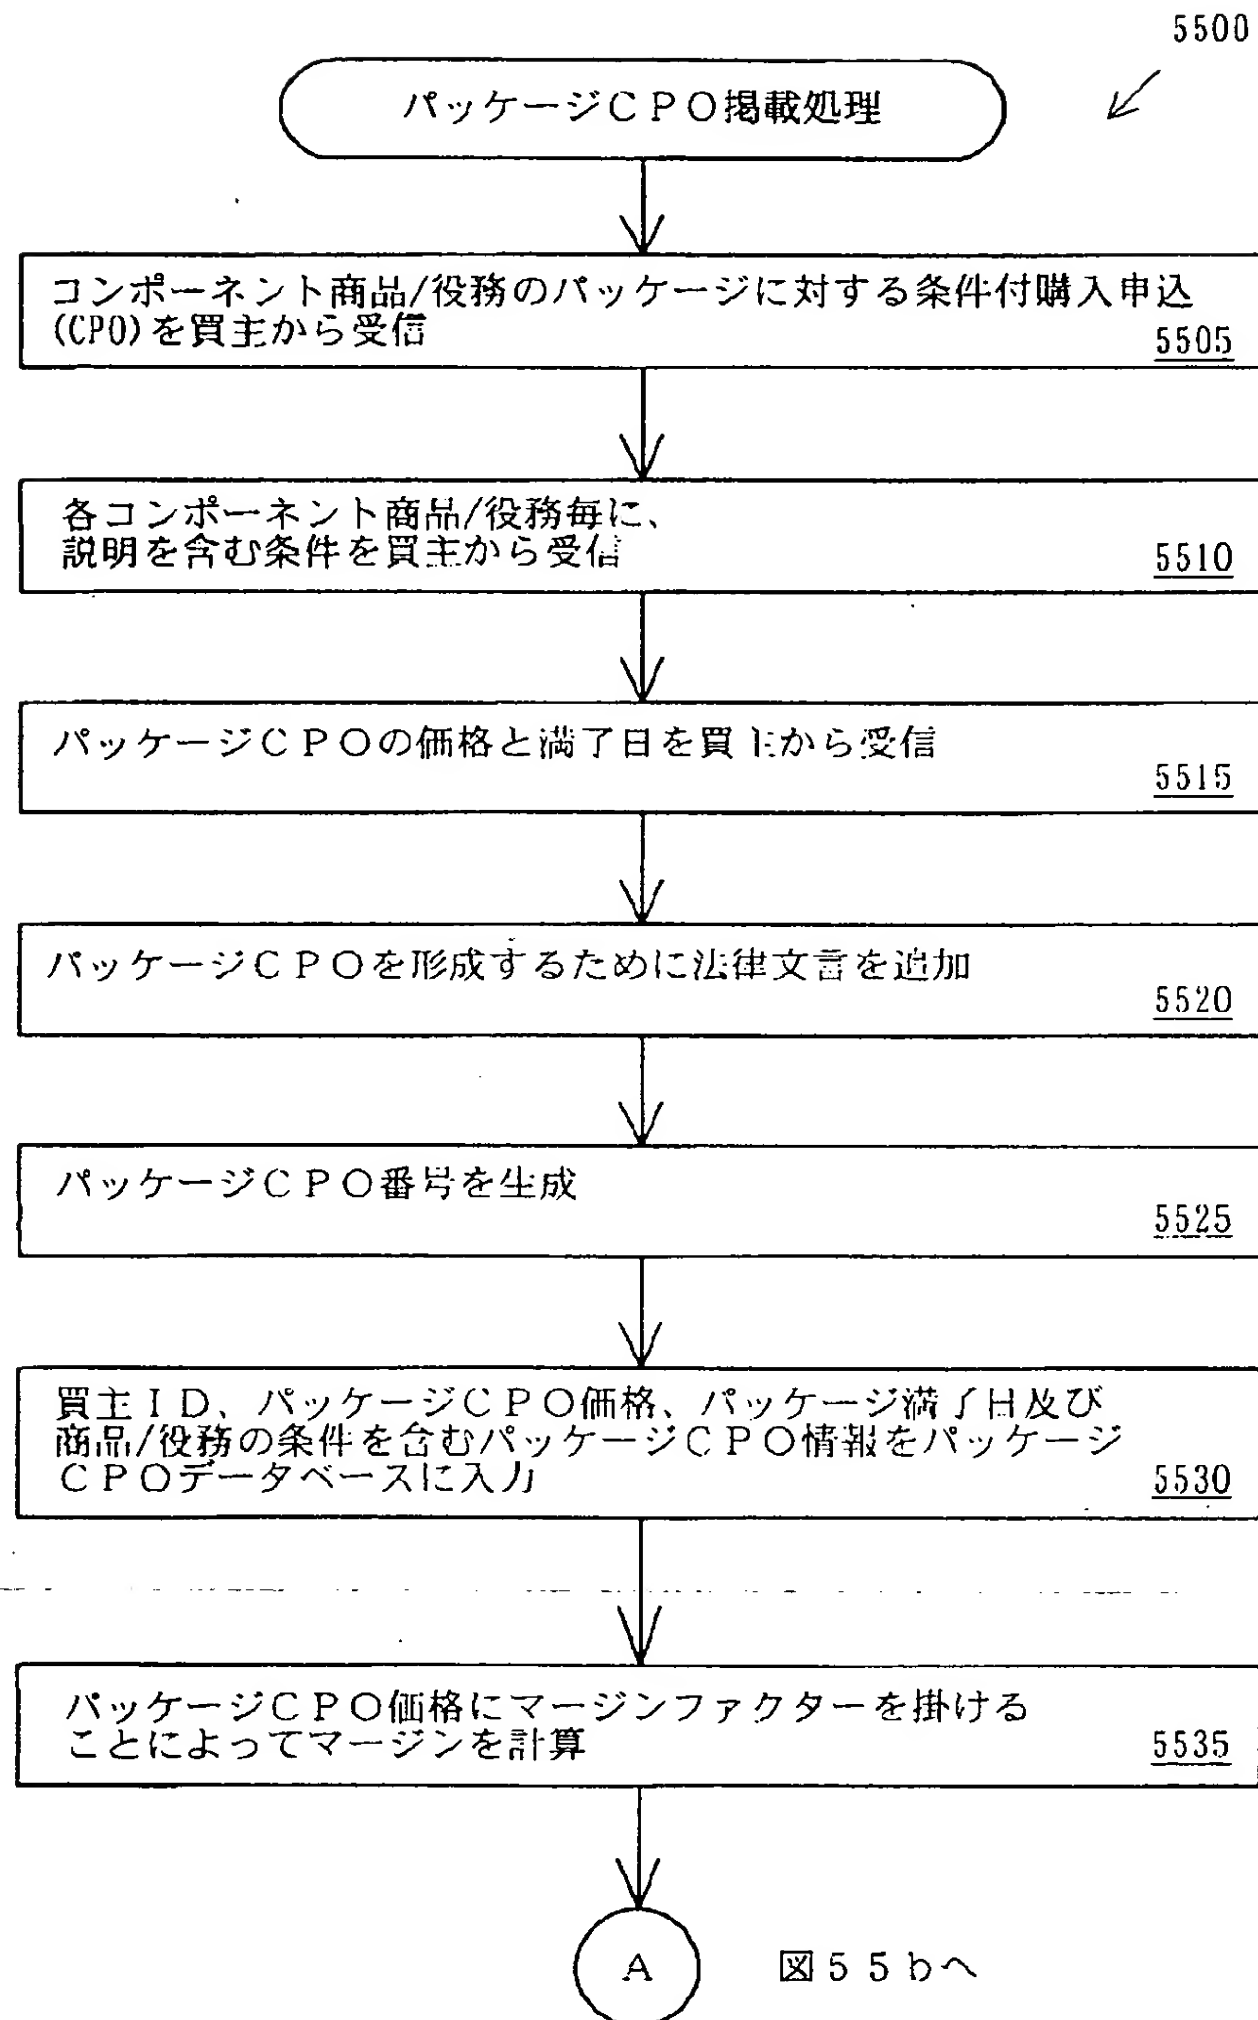 5500
パッケージCPO掲載処理
コンポーネント商品/役務のパッケージに対する条件付購入申込
(CPO)を買主から受信
5505
各コンポーネント商品/役務毎に、
説明を含む条件を買主から受信
5510
パッケージCPOの価格と満了日を買主から受信
5515
パッケージCPOを形成するために法律文言を追加
5520
パッケージCPO番号を生成
5525
買主ID、パッケージCPO価格、パッケージ満了日及び
商品/役務の条件を含むパッケージCPO情報をパッケージ
CPOデータベースに入力
5530
パッケージCPO価格にマージンファクターを掛ける
ことによってマージンを計算
5535
A
図55bへ